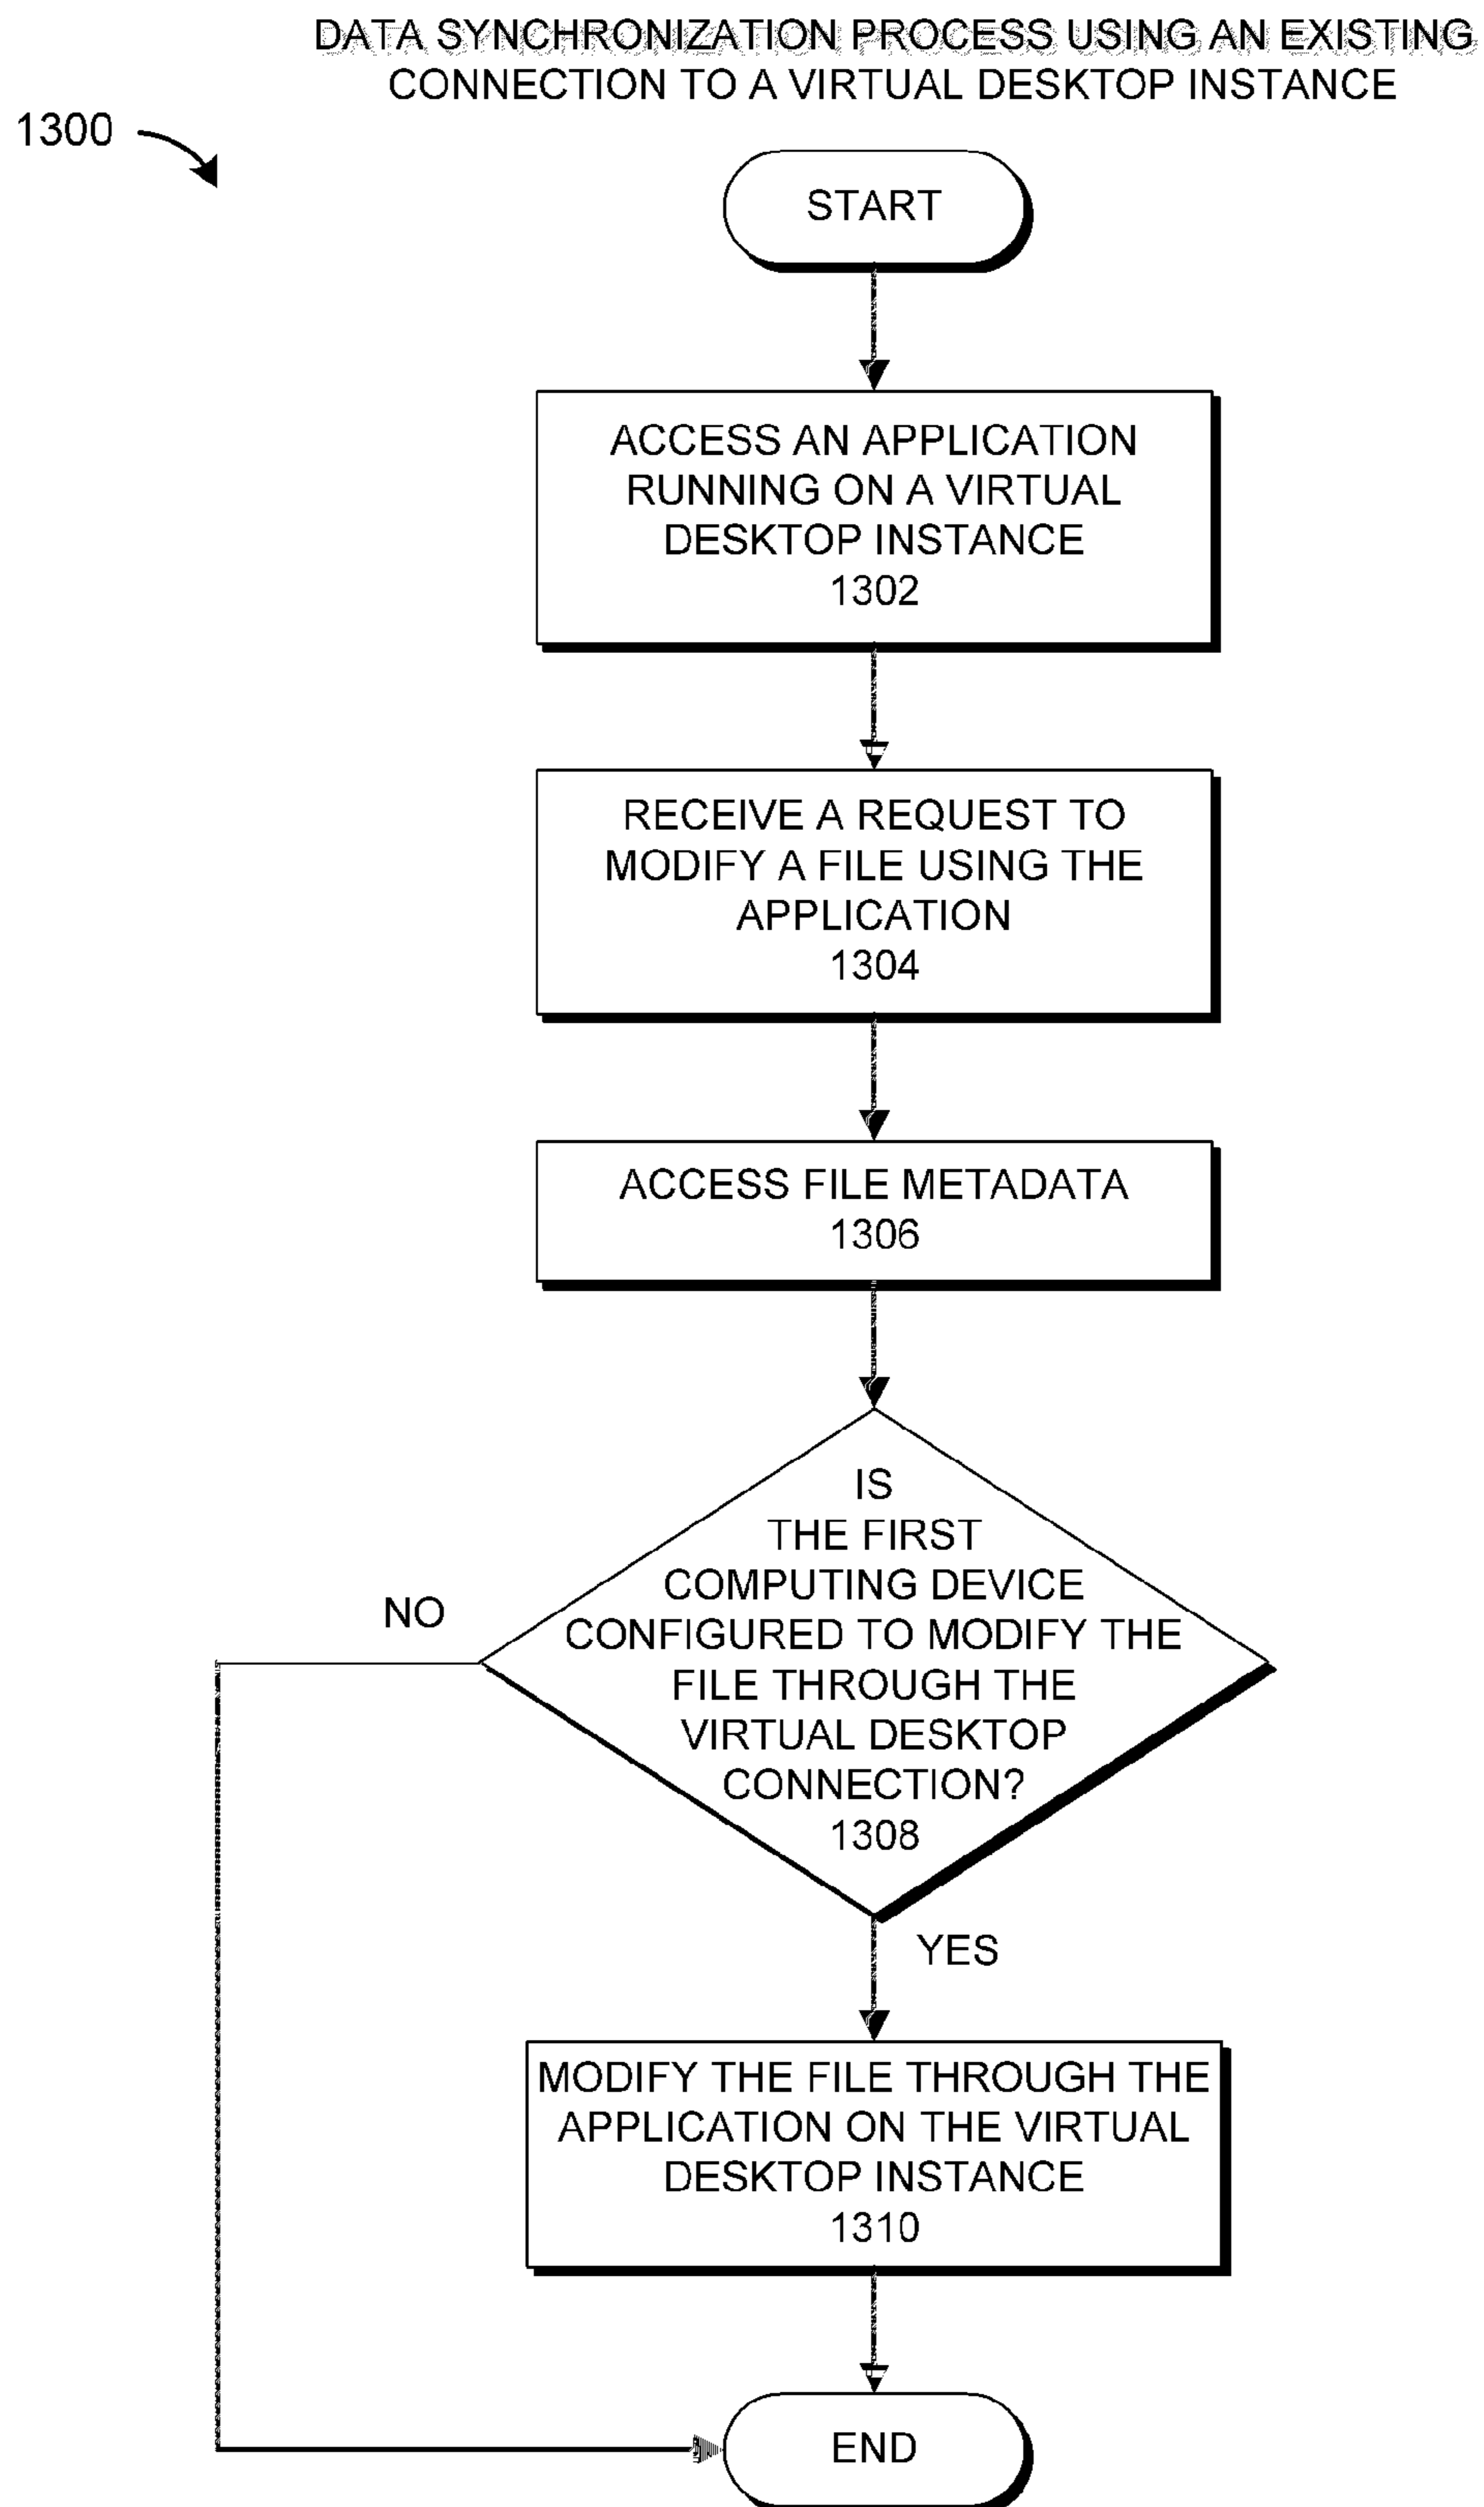 DATA SYNCHRONIZATION PROCESS USING AN EXISTING
CONNECTION TO A VIRTUAL DESKTOP INSTANCE
1300
START
ACCESS AN APPLICATION
RUNNING ON A VIRTUAL
DESKTOP INSTANCE
1302
RECEIVE A REQUEST TO
MODIFY A FILE USING THE
APPLICATION
1304
ACCESS FILE METADATA
1306
IS
THE FIRST
COMPUTING DEVICE
CONFIGURED TO MODIFY THE
FILE THROUGH THE
VIRTUAL DESKTOP
CONNECTION?
1308
NO
YES
MODIFY THE FILE THROUGH THE
APPLICATION ON THE VIRTUAL
DESKTOP INSTANCE
1310
END